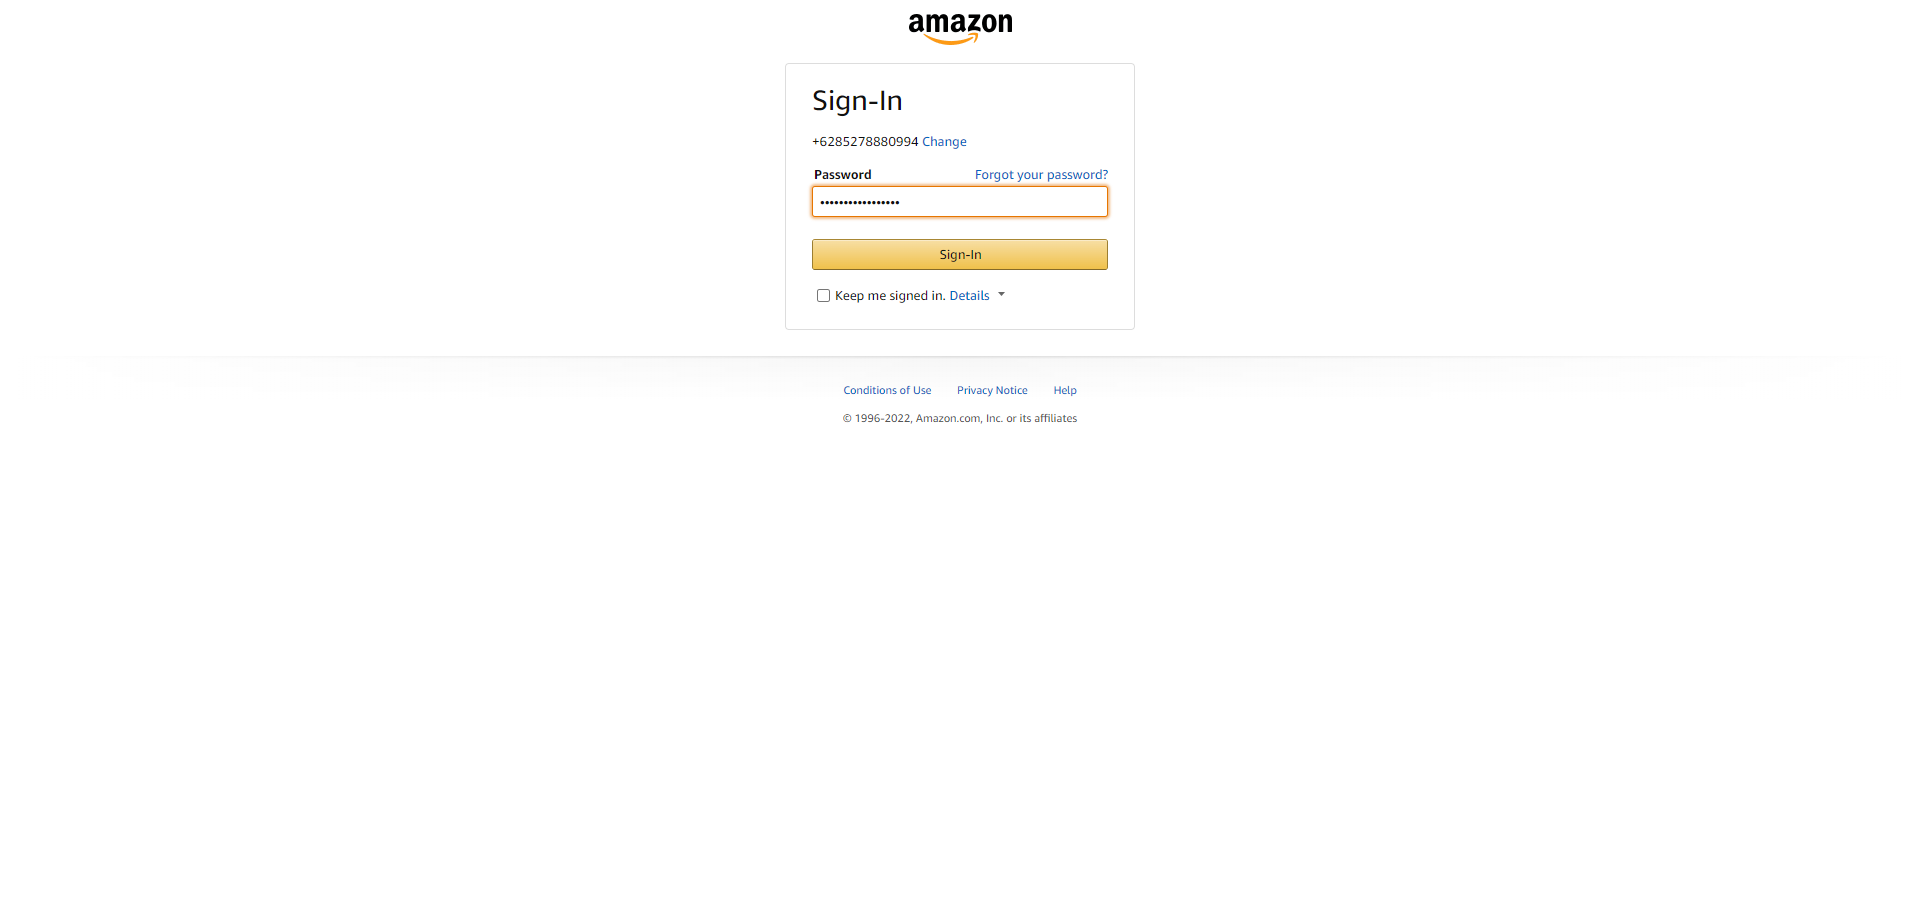 amazon
Sign-In
+6285278880994 Change
Password Forgot your password?
•••••••••••••••••
Sign-In
Keep me signed in. Details
Conditions of Use Privacy Notice Help
© 1996-2022, Amazon.com, Inc. or its affiliates